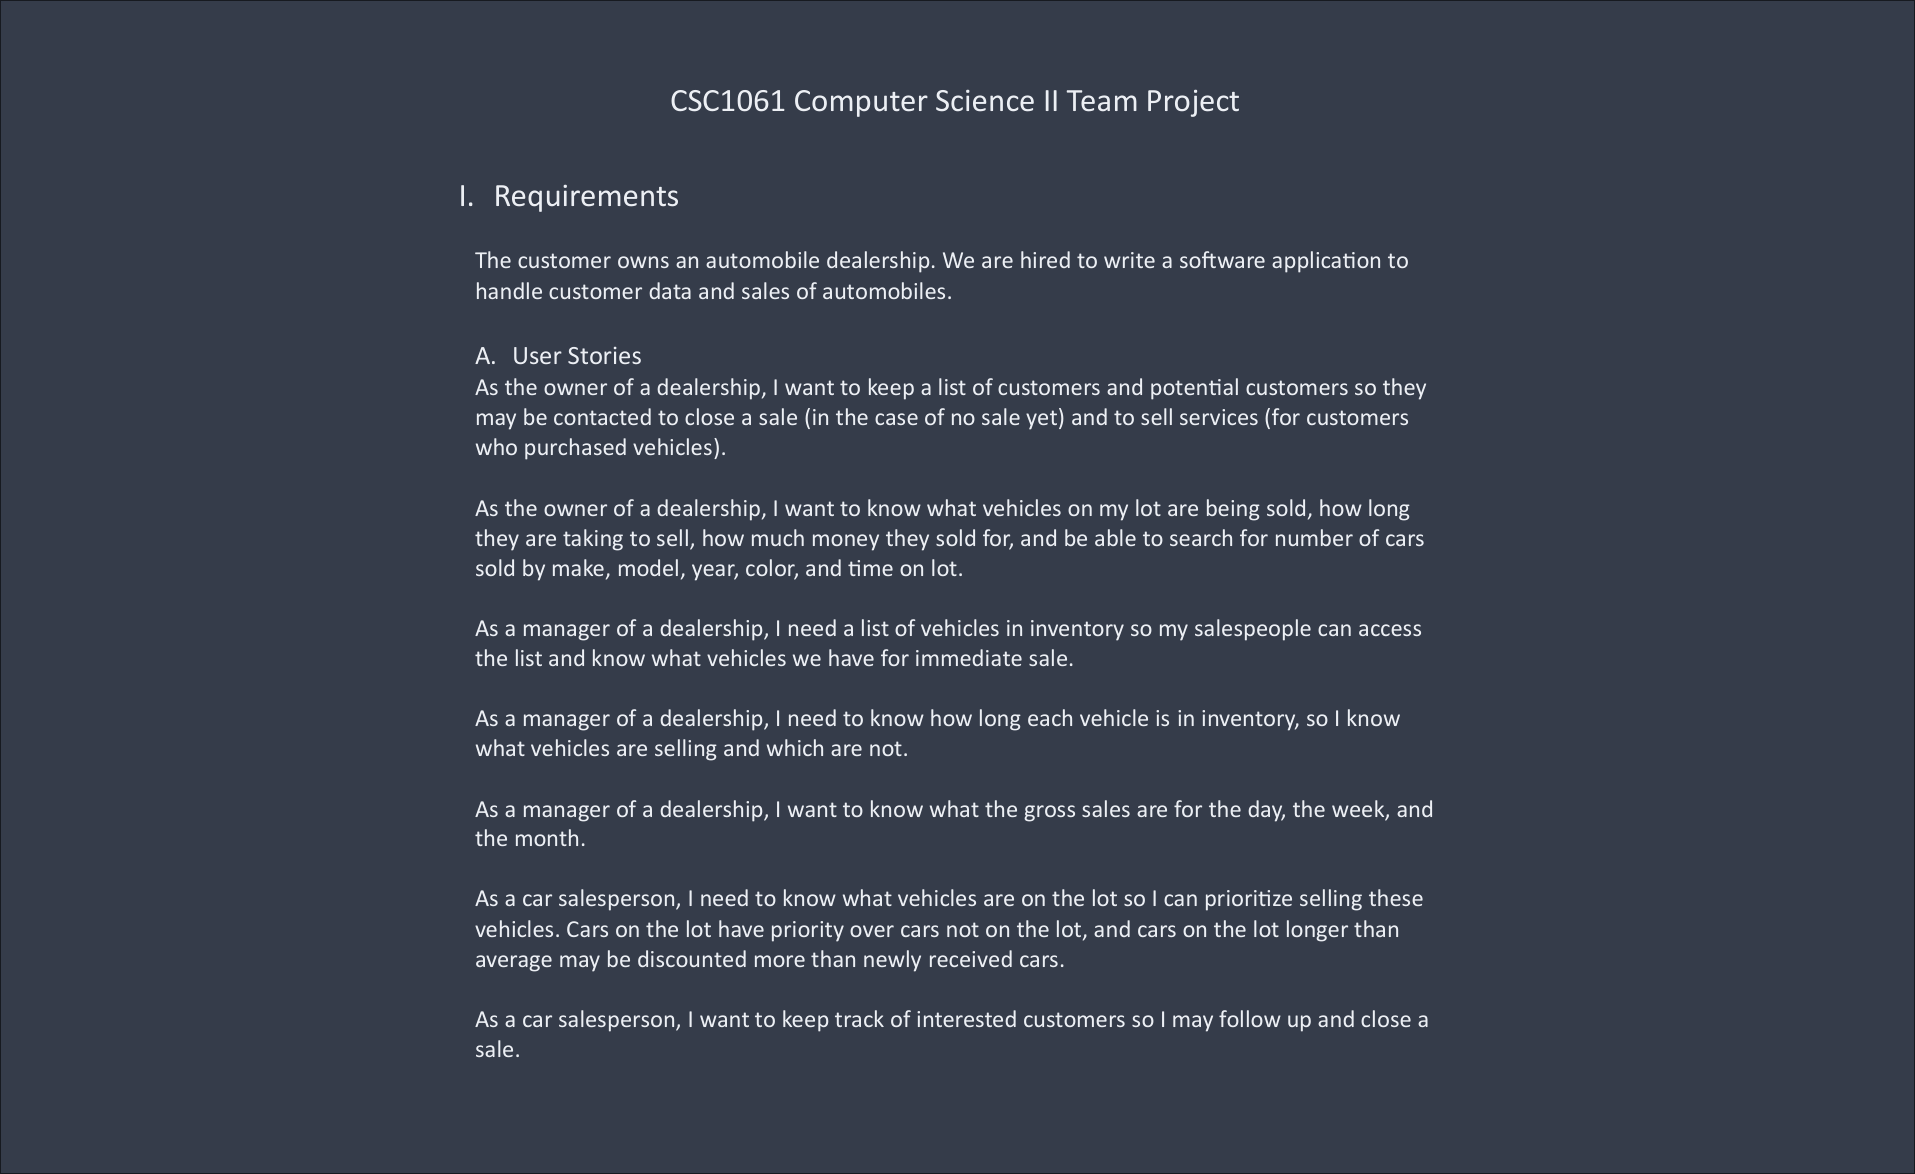 CSC1061 Computer Science II Team Project
I. Requirements
The customer owns an automobile dealership. We are hired to write a software application to
handle customer data and sales of automobiles.
A. User Stories
As the owner of a dealership, I want to keep a list of customers and potential customers so they
may be contacted to close a sale (in the case of no sale yet) and to sell services (for customers
who purchased vehicles).
As the owner of a dealership, I want to know what vehicles on my lot are being sold, how long
they are taking to sell, how much money they sold for, and be able to search for number of cars
sold by make, model, year, color, and time on lot.
As a manager of a dealership, I need a list of vehicles in inventory so my salespeople can access
the list and know what vehicles we have for immediate sale.
As a manager of a dealership, I need to know how long each vehicle is in inventory, so I know
what vehicles are selling and which are not.
As a manager of a dealership, I want to know what the gross sales are for the day, the week, and
the month.
As a car salesperson, I need to know what vehicles are on the lot so I can prioritize selling these
vehicles. Cars on the lot have priority over cars not on the lot, and cars on the lot longer than
average may be discounted more than newly received cars.
As a car salesperson, I want to keep track of interested customers so I may follow up and close a
sale.